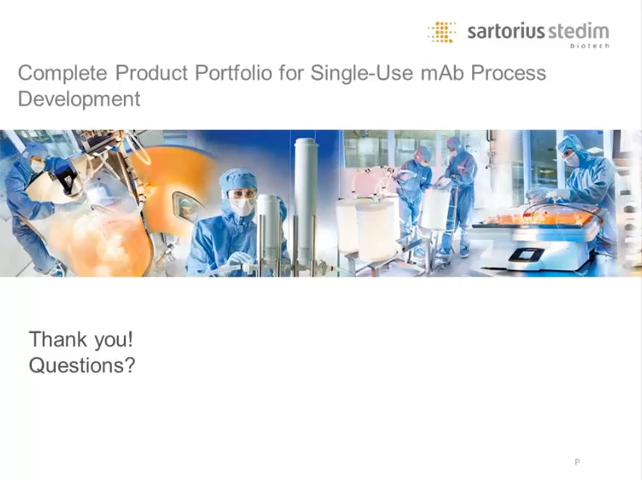 sartorius stedim
biotech
Complete Product Portfolio for Single-Use mAb Process
Development
Thank you!
Questions?
P